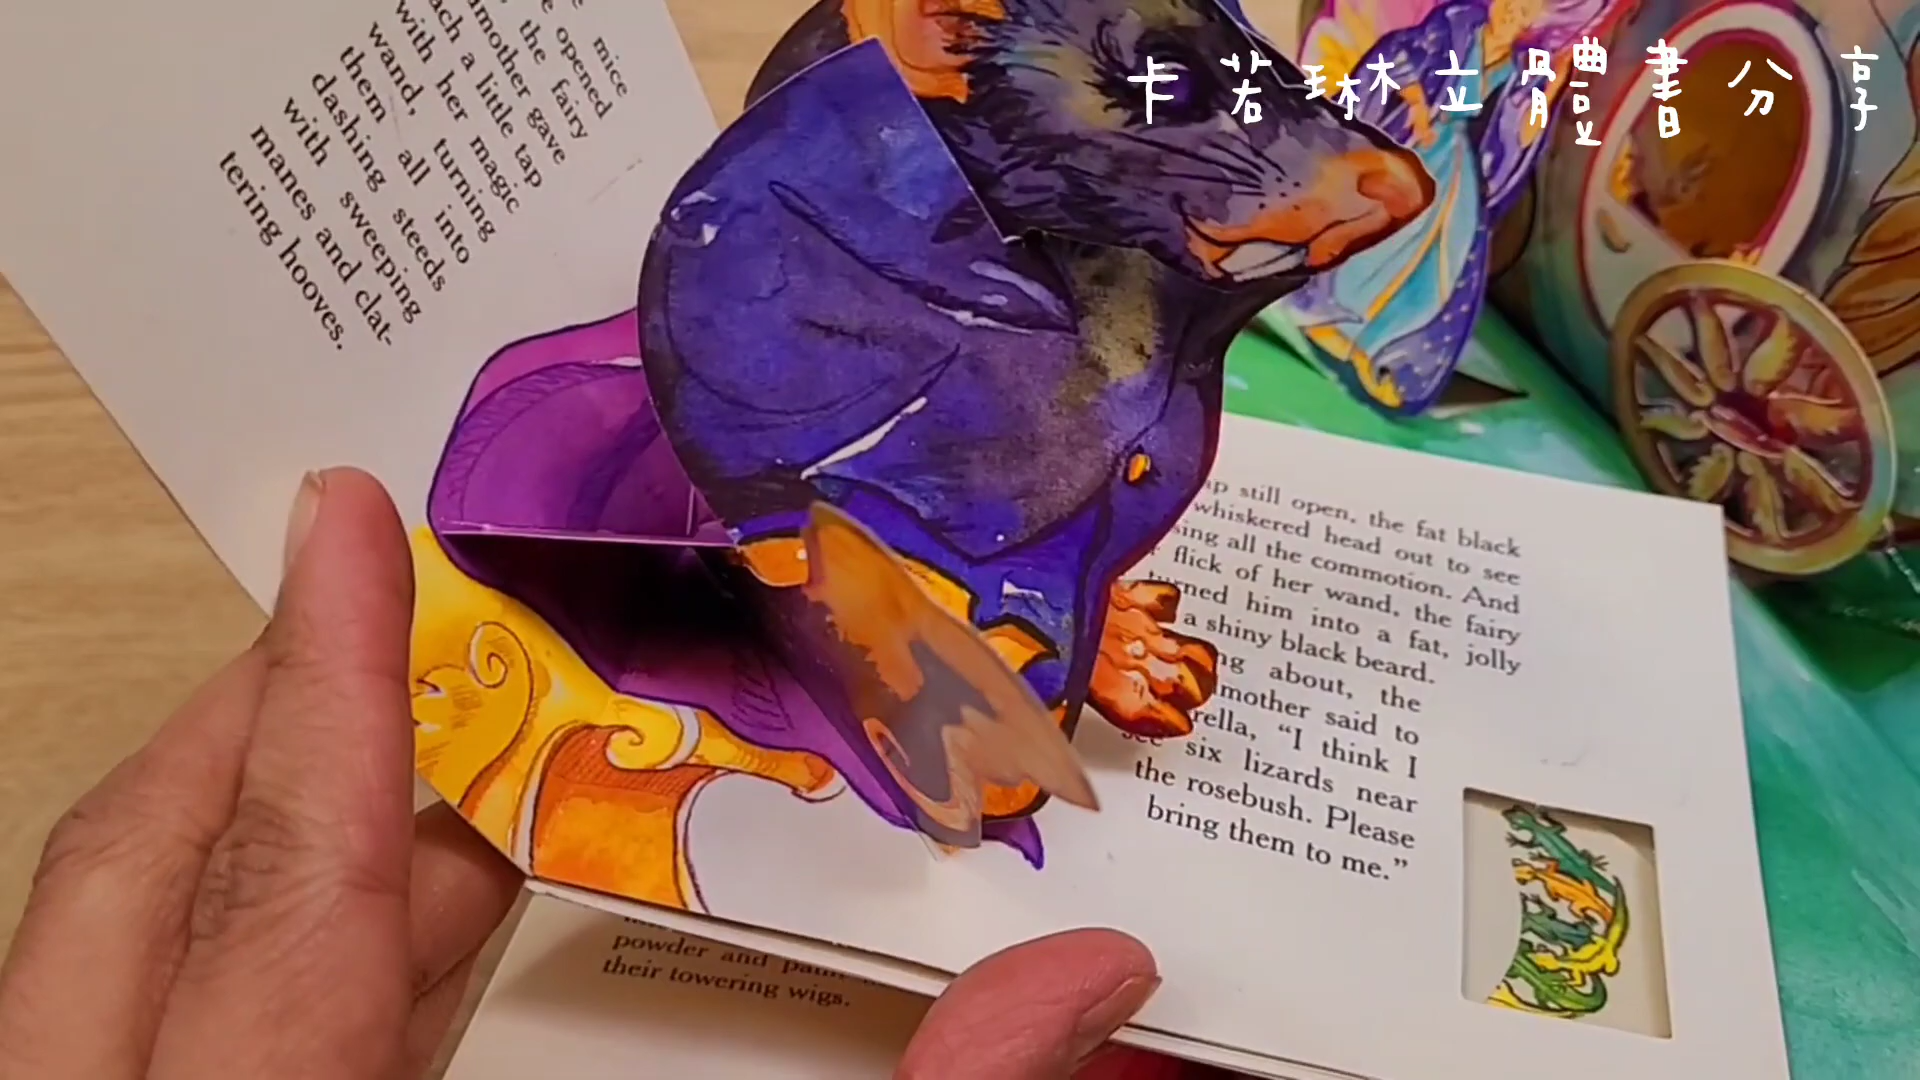 卡若琳立體書分享
mice
opened
the fairy
gave
each a little tap
with her magic
wand, turning
them all into
dashing steeds
with sweeping
manes and clat-
tering hooves.
still open, the fat black
whiskered head out to see
all the commotion. And
flick of her wand, the fairy
turned him into a fat, jolly
a shiny black beard.
about, the
said to
"I think I
see six lizards near
the rosebush. Please
bring them to me."
powder and
their towering wigs.